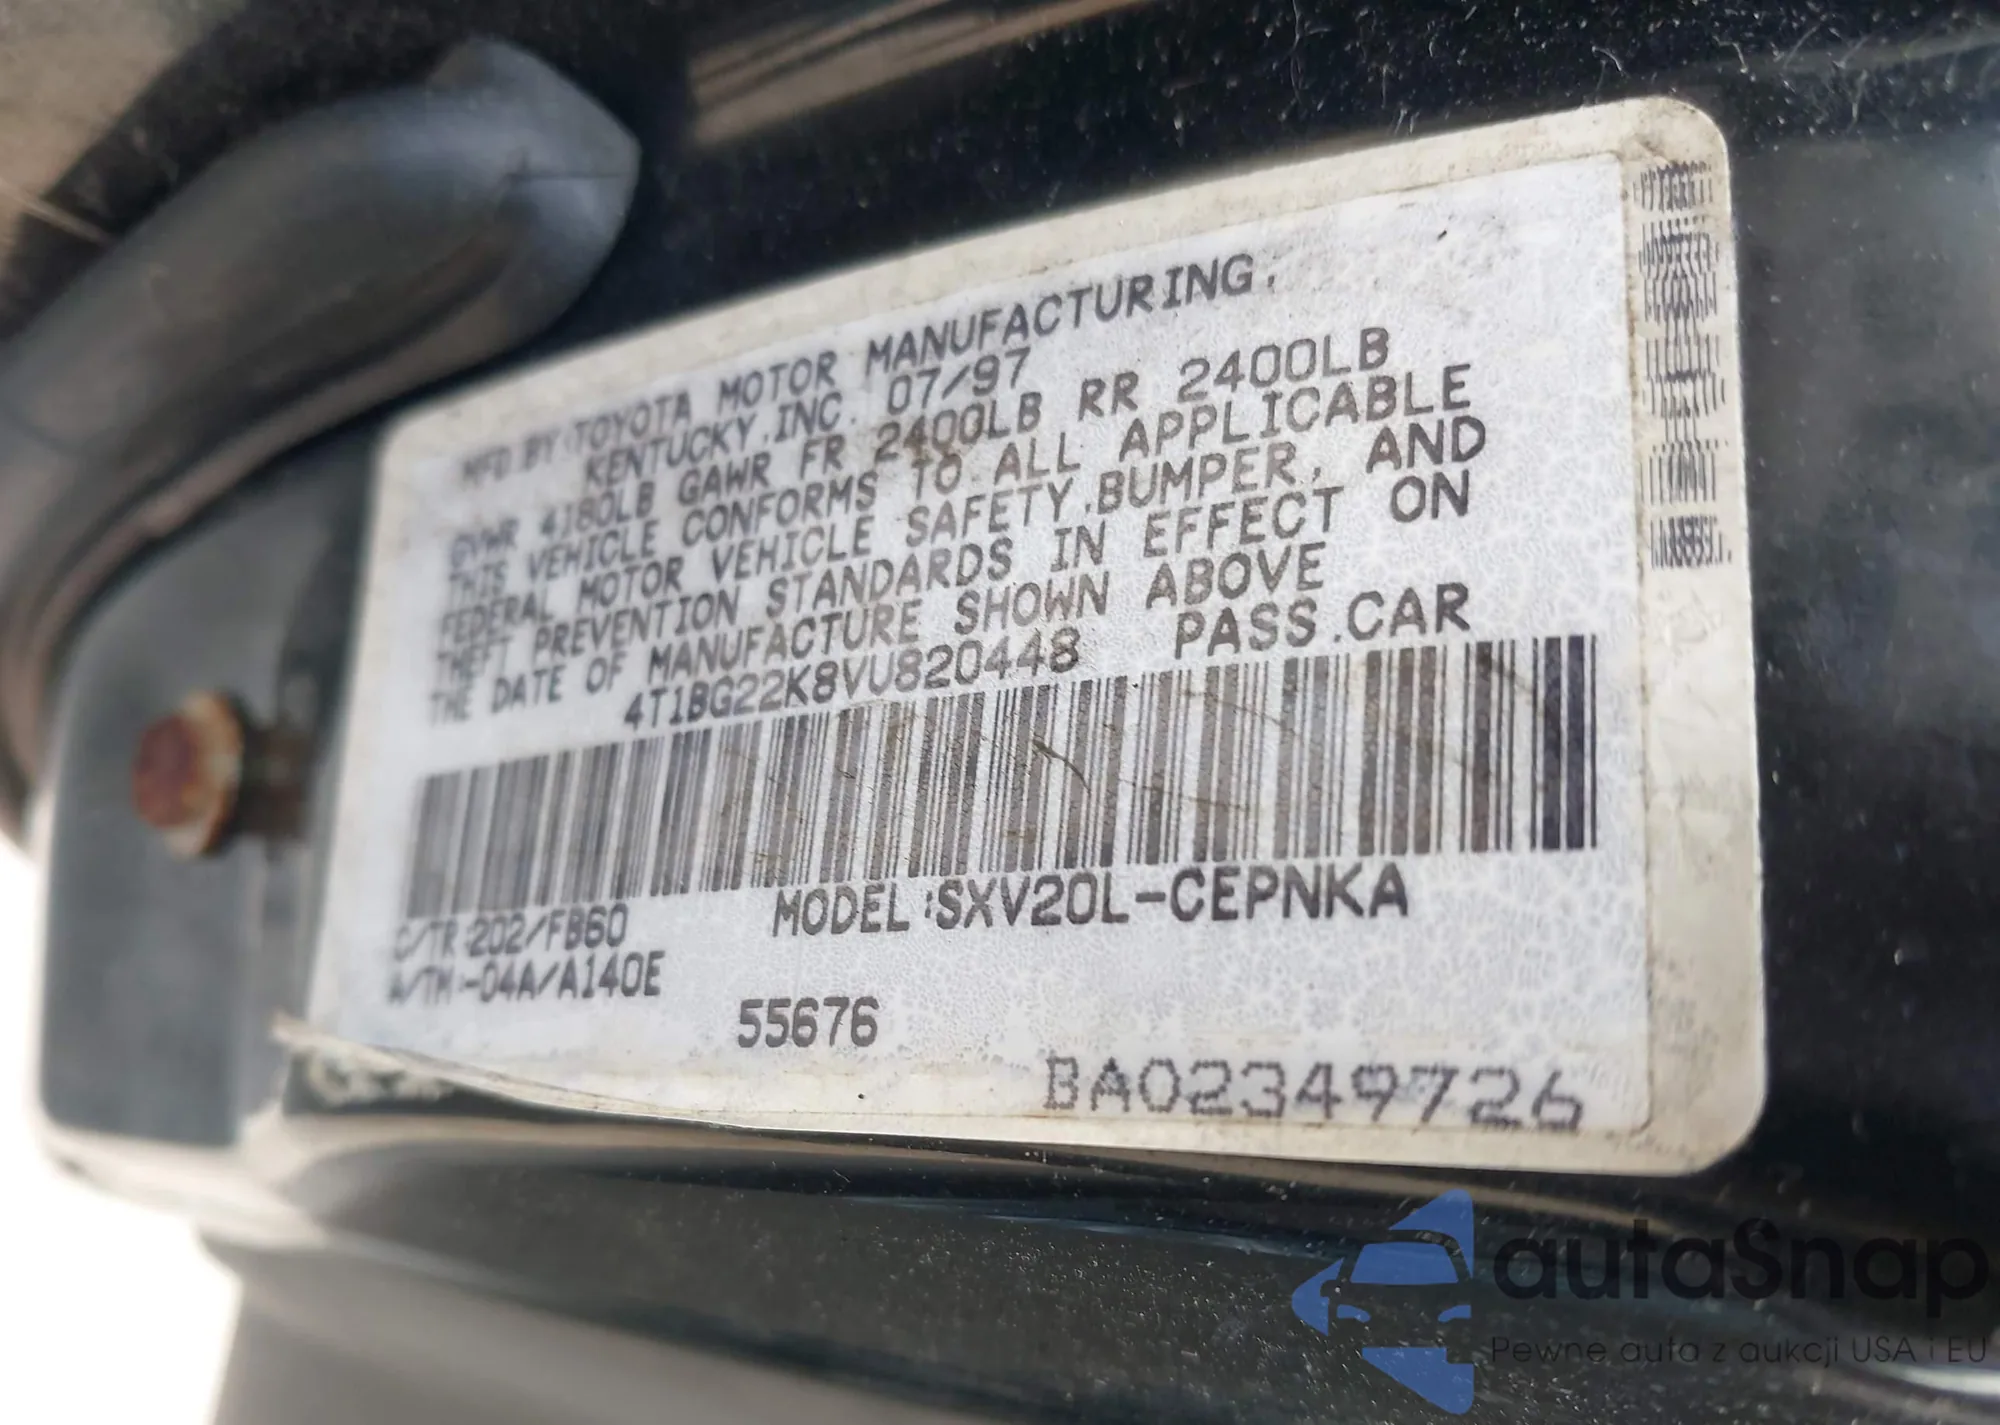 MFD.BY:TOYOTA MOTOR MANUFACTURING,
KENTUCKY,INC. 07/97
GVWR 4180LB GAWR FR 2400LB RR 2400LB
THIS VEHICLE CONFORMS TO ALL APPLICABLE
FEDERAL MOTOR VEHICLE SAFETY,BUMPER, AND
THEFT PREVENTION STANDARDS IN EFFECT ON
THE DATE OF MANUFACTURE SHOWN ABOVE
4T1BG22K8VU820448 PASS.CAR
C/TR:202/FB60
MODEL:SXV20L-CEPNKA
A/TM:-04A/A140E
55676
BA02349726
autaSnap
Pewne auta z aukcji USA i EU